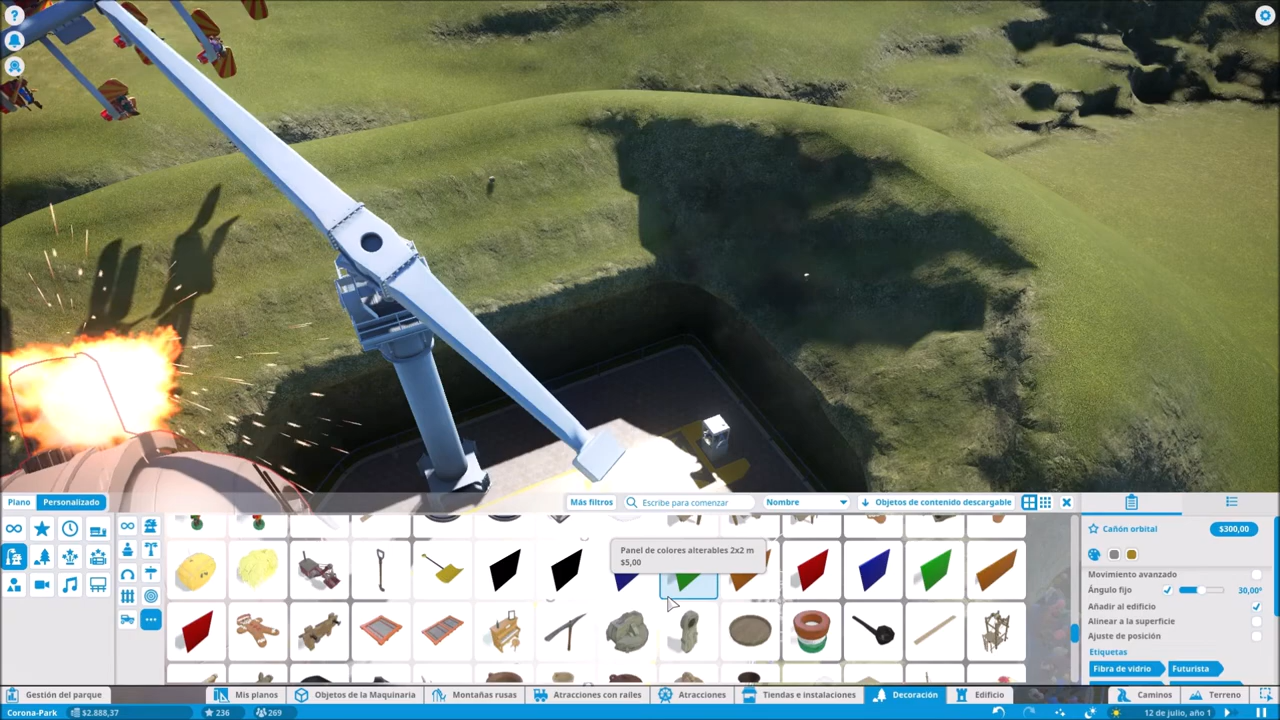 ?
Plano
Personalizado
Más filtros
Escribe para comenzar
Nombre
Objetos de contenido descargable
Panel de colores alterables 2x2 m
$5,00
Cañón orbital
$300,00
Movimiento avanzado
Ángulo fijo
30,00°
Añadir al edificio
Alinear a la superficie
Ajuste de posición
Etiquetas
Fibra de vidrio
Futurista
Gestión del parque
Mis planos
Objetos de la Maquinaria
Montañas rusas
Atracciones con raíles
Atracciones
Tiendas e instalaciones
Decoración
Edificio
Caminos
Terreno
Corona-Park
$2.888,37
236
269
12 de julio, año 1